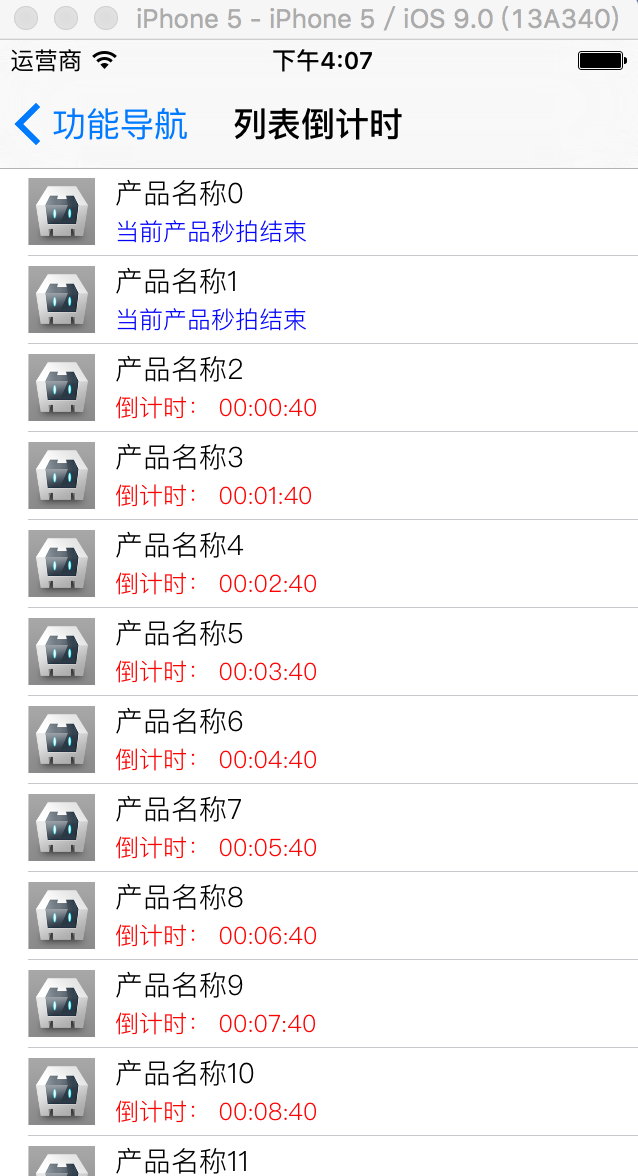 iPhone 5 - iPhone 5 / iOS 9.0 (13A340)
运营商 下午4:07
功能导航 列表倒计时
产品名称0
当前产品秒拍结束
产品名称1
当前产品秒拍结束
产品名称2
倒计时： 00:00:40
产品名称3
倒计时： 00:01:40
产品名称4
倒计时： 00:02:40
产品名称5
倒计时： 00:03:40
产品名称6
倒计时： 00:04:40
产品名称7
倒计时： 00:05:40
产品名称8
倒计时： 00:06:40
产品名称9
倒计时： 00:07:40
产品名称10
倒计时： 00:08:40
产品名称11